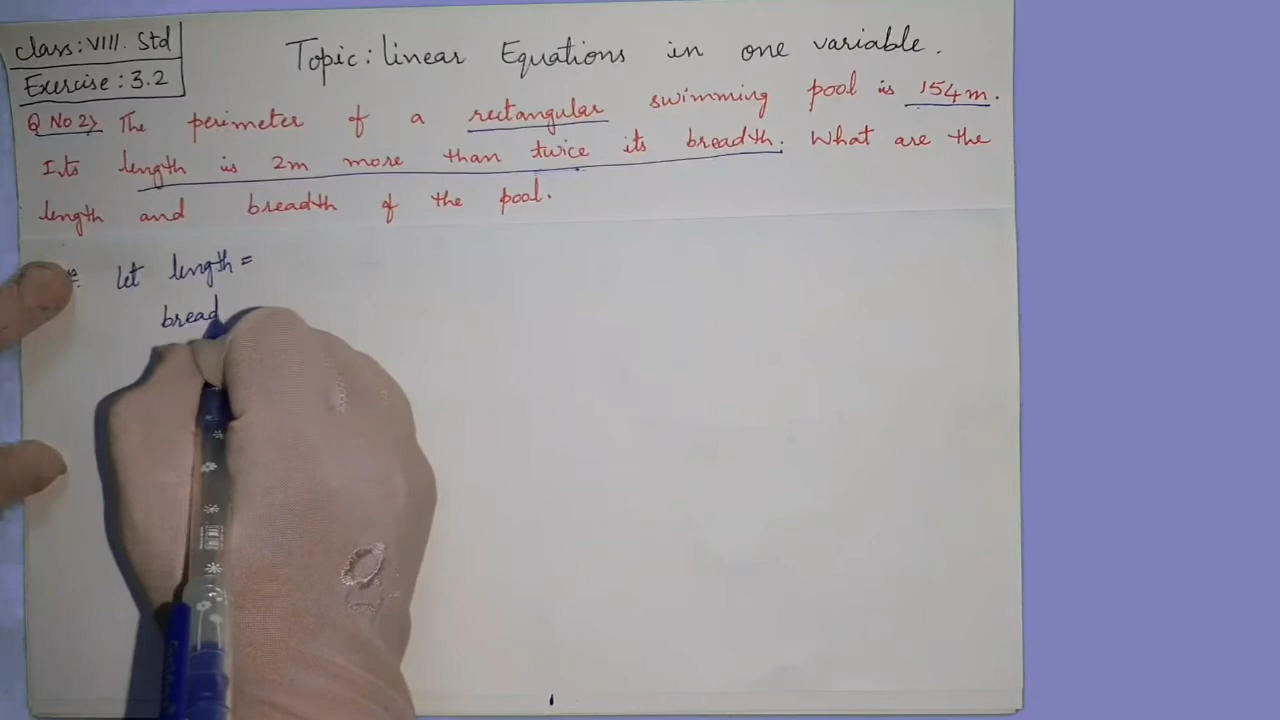 Class: VIII. Std
Exercise: 3.2
Topic: linear Equations in one variable.
Q No 2) The perimeter of a rectangular swimming pool is 154m.
Its length is 2m more than twice its breadth. What are the
length and breadth of the pool.
let length =
bread